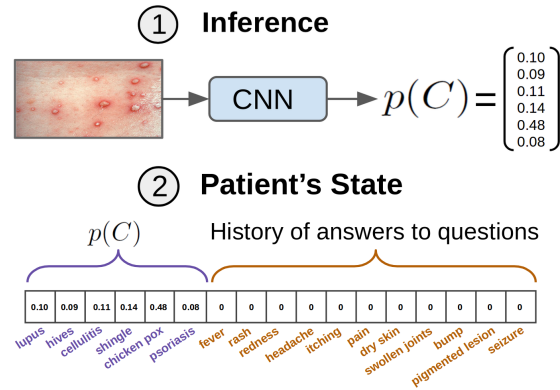 1 Inference
CNN
p(C) =
0.10
0.09
0.11
0.14
0.48
0.08
2 Patient's State
p(C)
History of answers to questions
0.10 0.09 0.11 0.14 0.48 0.08 0 0 0 0 0 0 0 0 0 0 0
lupus
hives
cellulitis
shingle
chicken pox
psoriasis
fever
rash
redness
headache
itching
pain
dry skin
swollen joints
bump
pigmented lesion
seizure